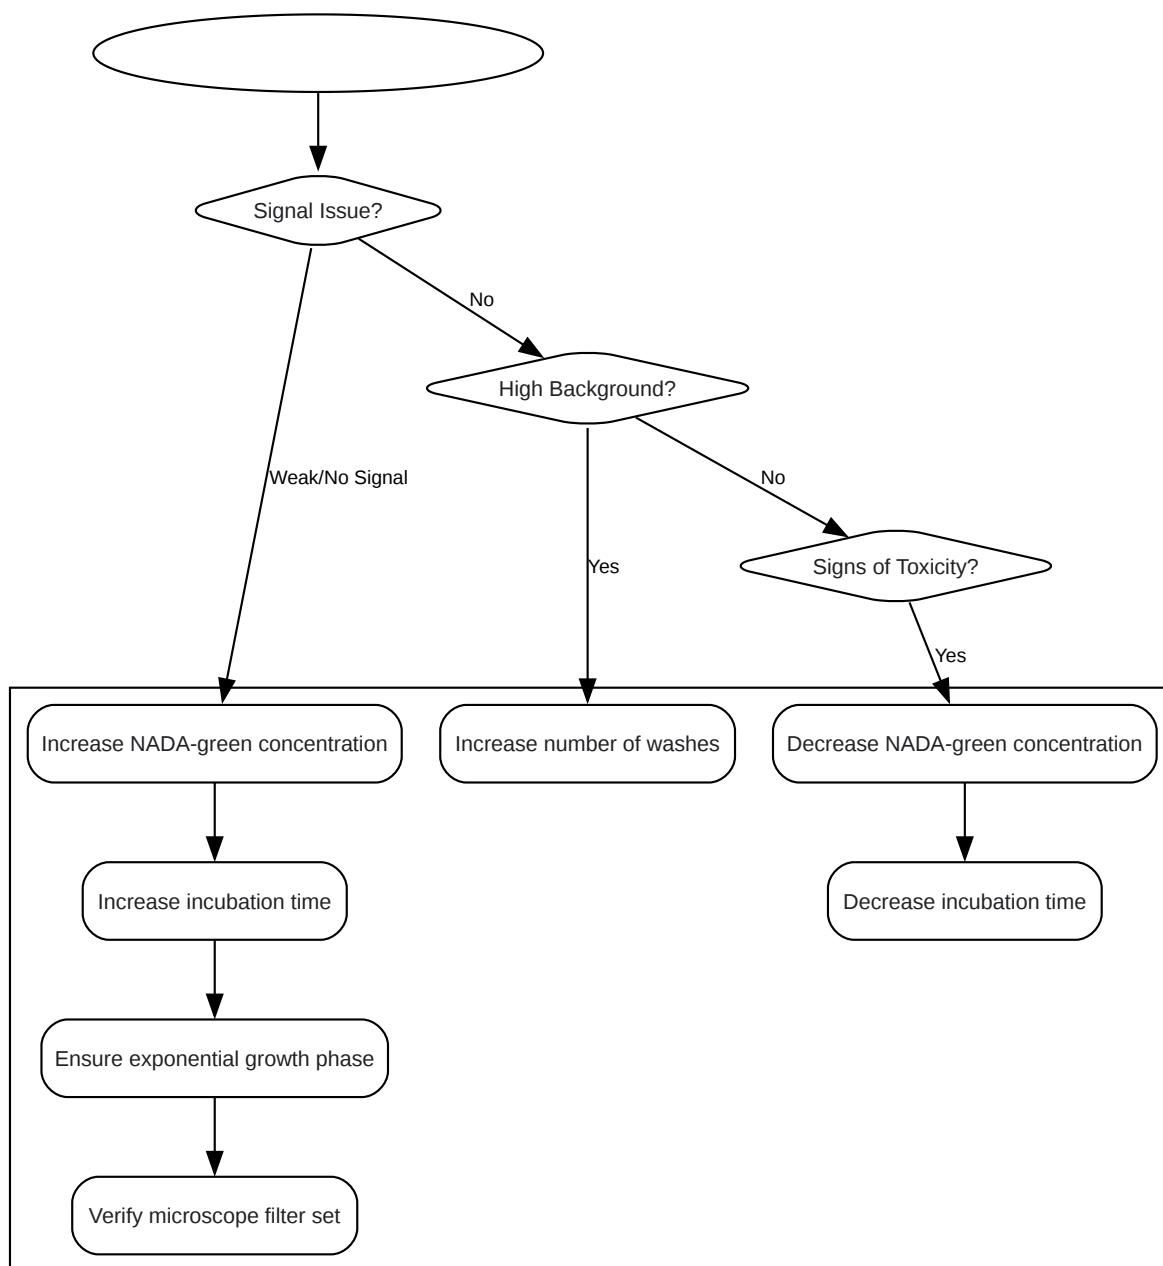 Signal Issue?
No
High Background?
Weak/No Signal
No
Yes
Signs of Toxicity?
Yes
Increase NADA-green concentration
Increase number of washes
Decrease NADA-green concentration
Increase incubation time
Decrease incubation time
Ensure exponential growth phase
Verify microscope filter set